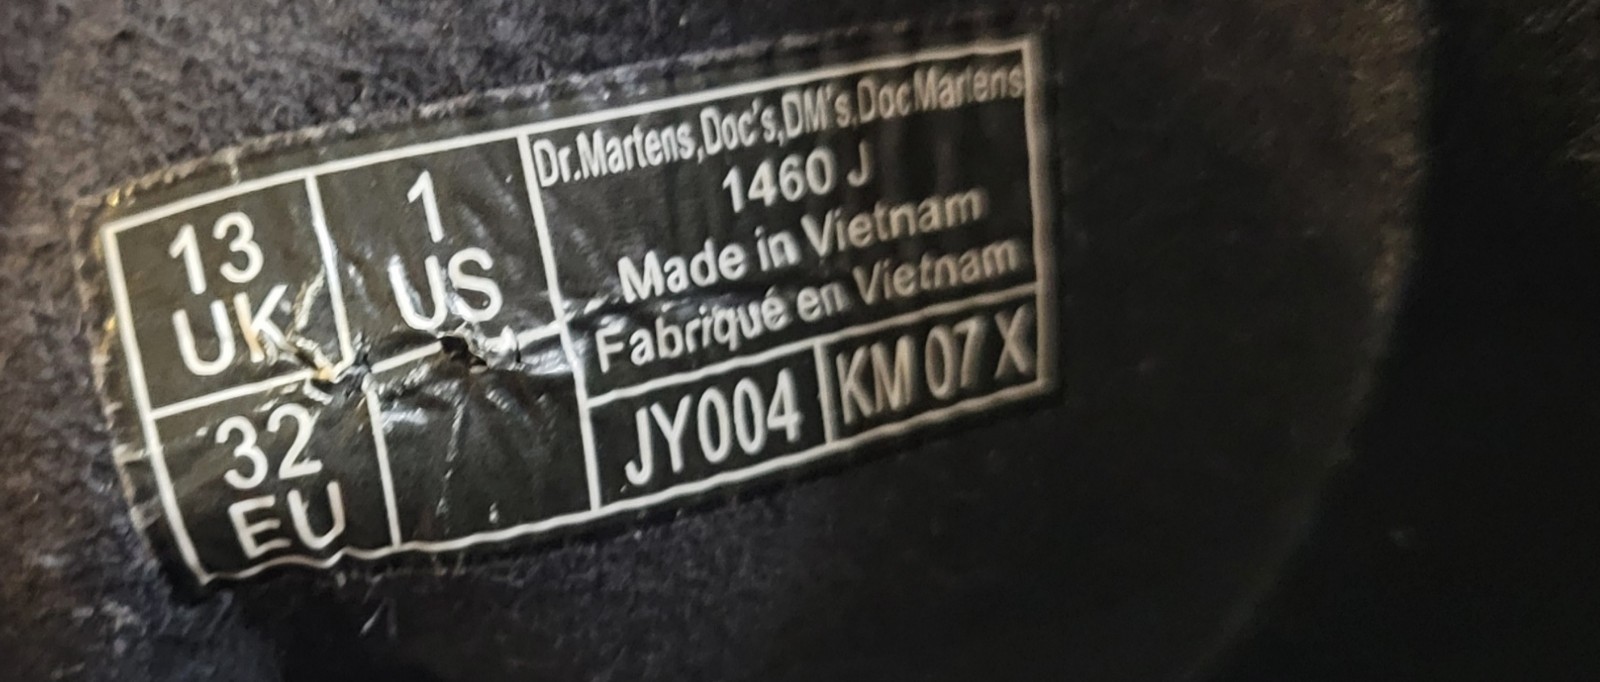 13
UK
1
US
32
EU
Dr.Martens,Doc's,DM's,DocMartens
1460 J
Made in Vietnam
Fabriqué en Vietnam
JY004
KM 07 X